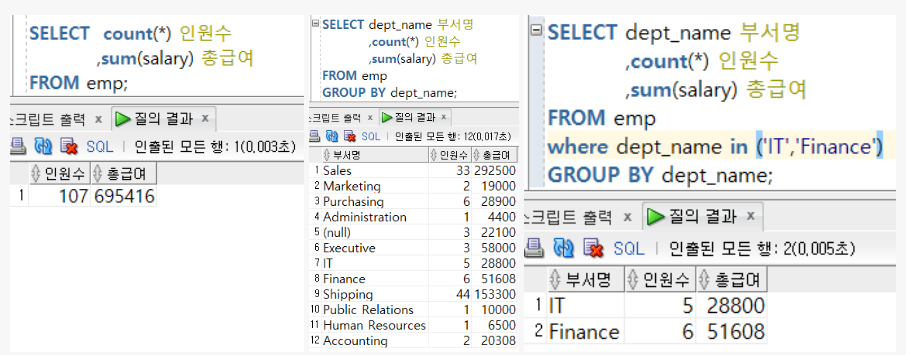 SELECT count(*) 인원수
,sum(salary) 총급여
FROM emp;
스크립트 출력 x 질의 결과 x
SQL | 인출된 모든 행: 1(0,003초)
인원수 총급여
1 107 695416
SELECT dept_name 부서명
,count(*) 인원수
,sum(salary) 총급여
FROM emp
GROUP BY dept_name;
스크립트 출력 x 질의 결과 x
SQL | 인출된 모든 행: 12(0,017초)
부서명 인원수 총급여
1 Sales 33 292500
2 Marketing 2 19000
3 Purchasing 6 28900
4 Administration 1 4400
5 (null) 3 22100
6 Executive 3 58000
7 IT 5 28800
8 Finance 6 51608
9 Shipping 44 153300
10 Public Relations 1 10000
11 Human Resources 1 6500
12 Accounting 2 20308
SELECT dept_name 부서명
,count(*) 인원수
,sum(salary) 총급여
FROM emp
where dept_name in ('IT','Finance')
GROUP BY dept_name;
스크립트 출력 x 질의 결과 x
SQL | 인출된 모든 행: 2(0,005초)
부서명 인원수 총급여
1 IT 5 28800
2 Finance 6 51608